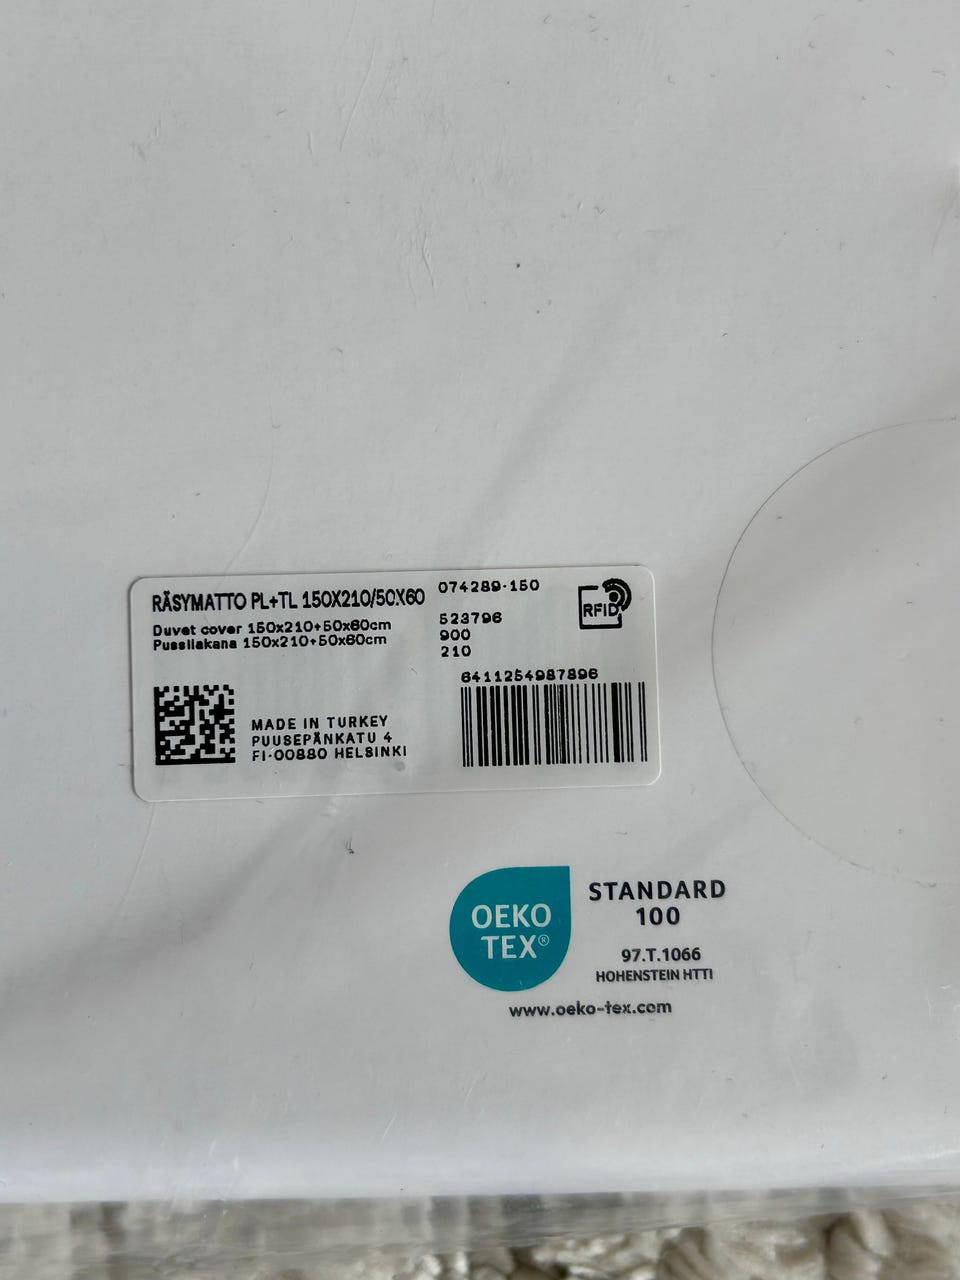 RÄSYMATTO PL+TL 150X210/50X60
074289-150
RFID
Duvet cover 150x210+50x60cm
Pussilakana 150x210+50x60cm
523796
900
210
6411254987896
MADE IN TURKEY
PUUSEPÄNKATU 4
FI-00880 HELSINKI
OEKO
TEX®
STANDARD
100
97.T.1066
HOHENSTEIN HTTI
www.oeko-tex.com